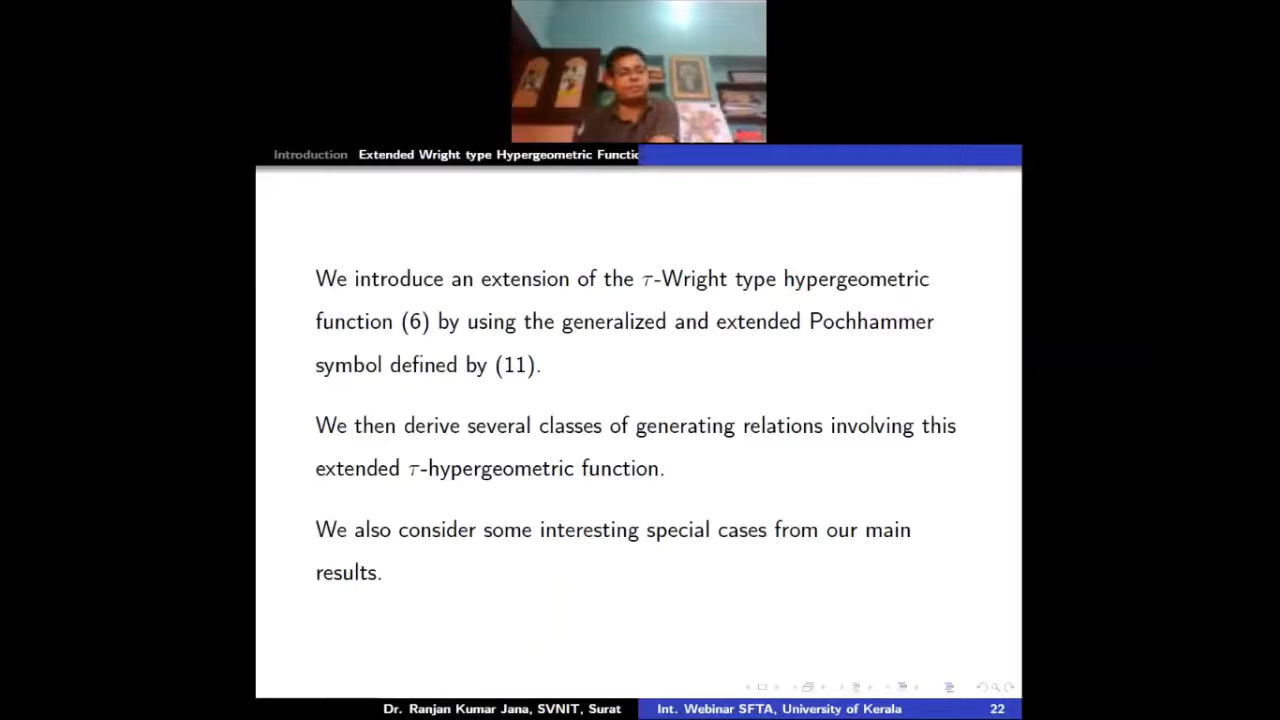 Introduction Extended Wright type Hypergeometric
We introduce an extension of the τ-Wright type hypergeometric
function (6) by using the generalized and extended Pochhammer
symbol defined by (11).
We then derive several classes of generating relations involving this
extended τ-hypergeometric function.
We also consider some interesting special cases from our main
results.
Dr. Ranjan Kumar Jana, SVNIT, Surat Int. Webinar SFTA, University of Kerala 22